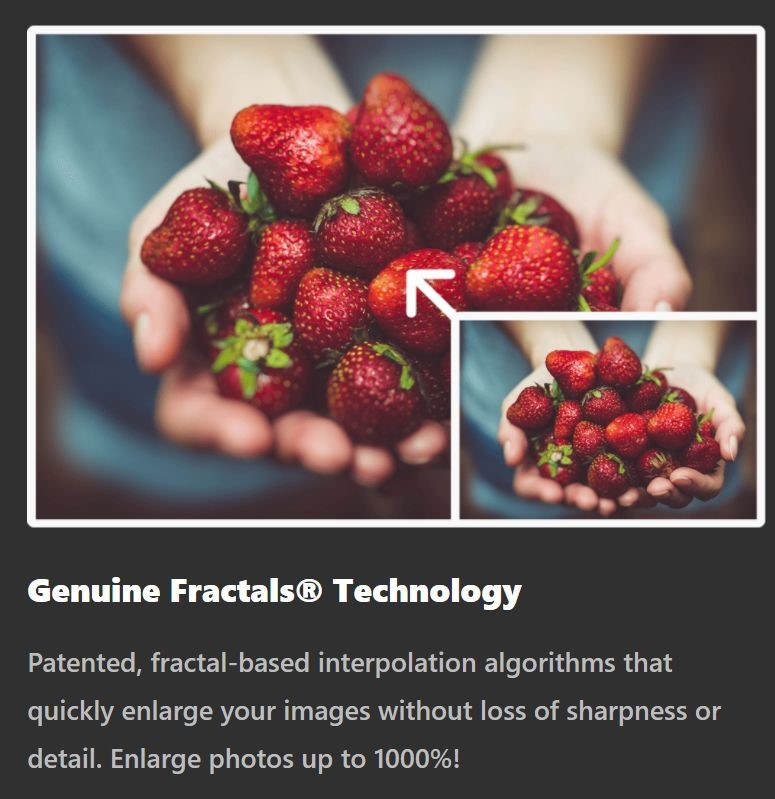 Genuine Fractals® Technology
Patented, fractal-based interpolation algorithms that
quickly enlarge your images without loss of sharpness or
detail. Enlarge photos up to 1000%!